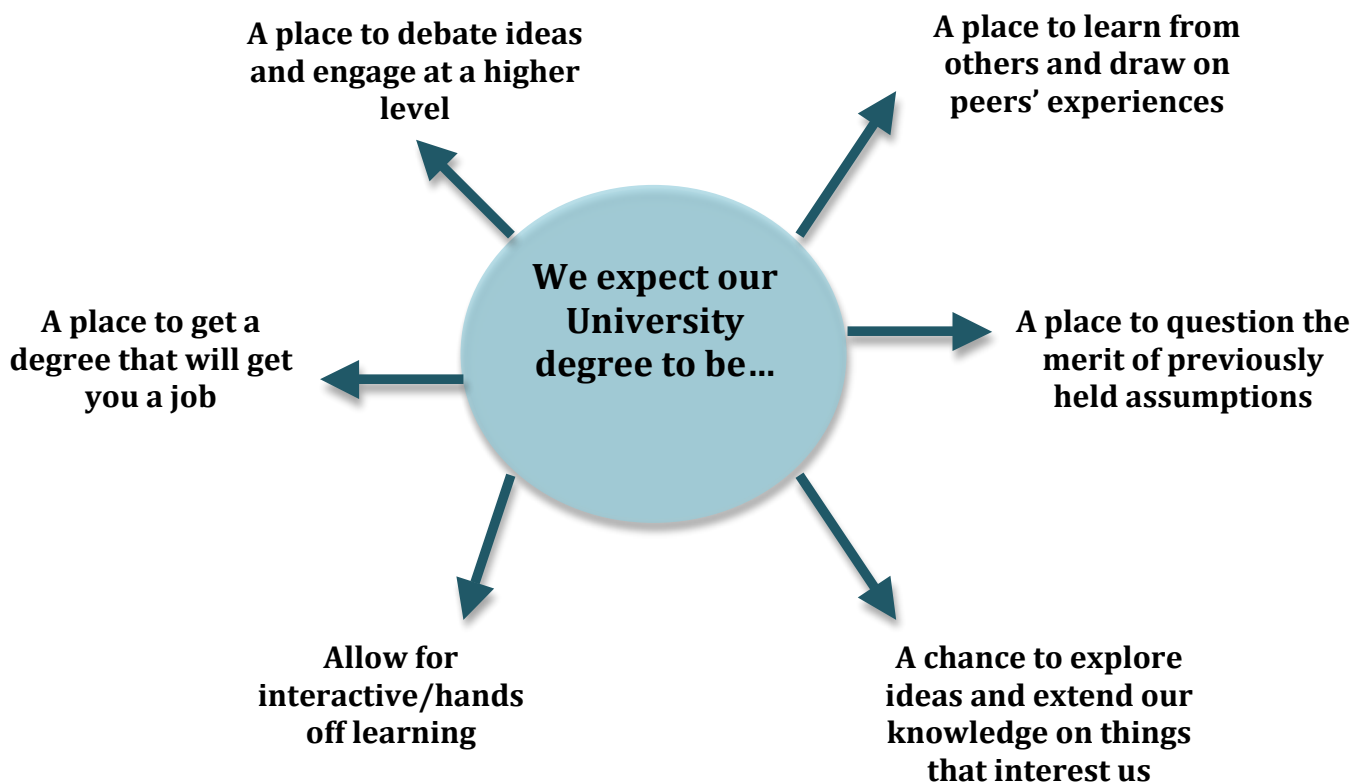 A place to debate ideas
and engage at a higher
level
A place to learn from
others and draw on
peers’ experiences
We expect our
University
degree to be…
A place to get a
degree that will get
you a job
A place to question the
merit of previously
held assumptions
Allow for
interactive/hands
off learning
A chance to explore
ideas and extend our
knowledge on things
that interest us